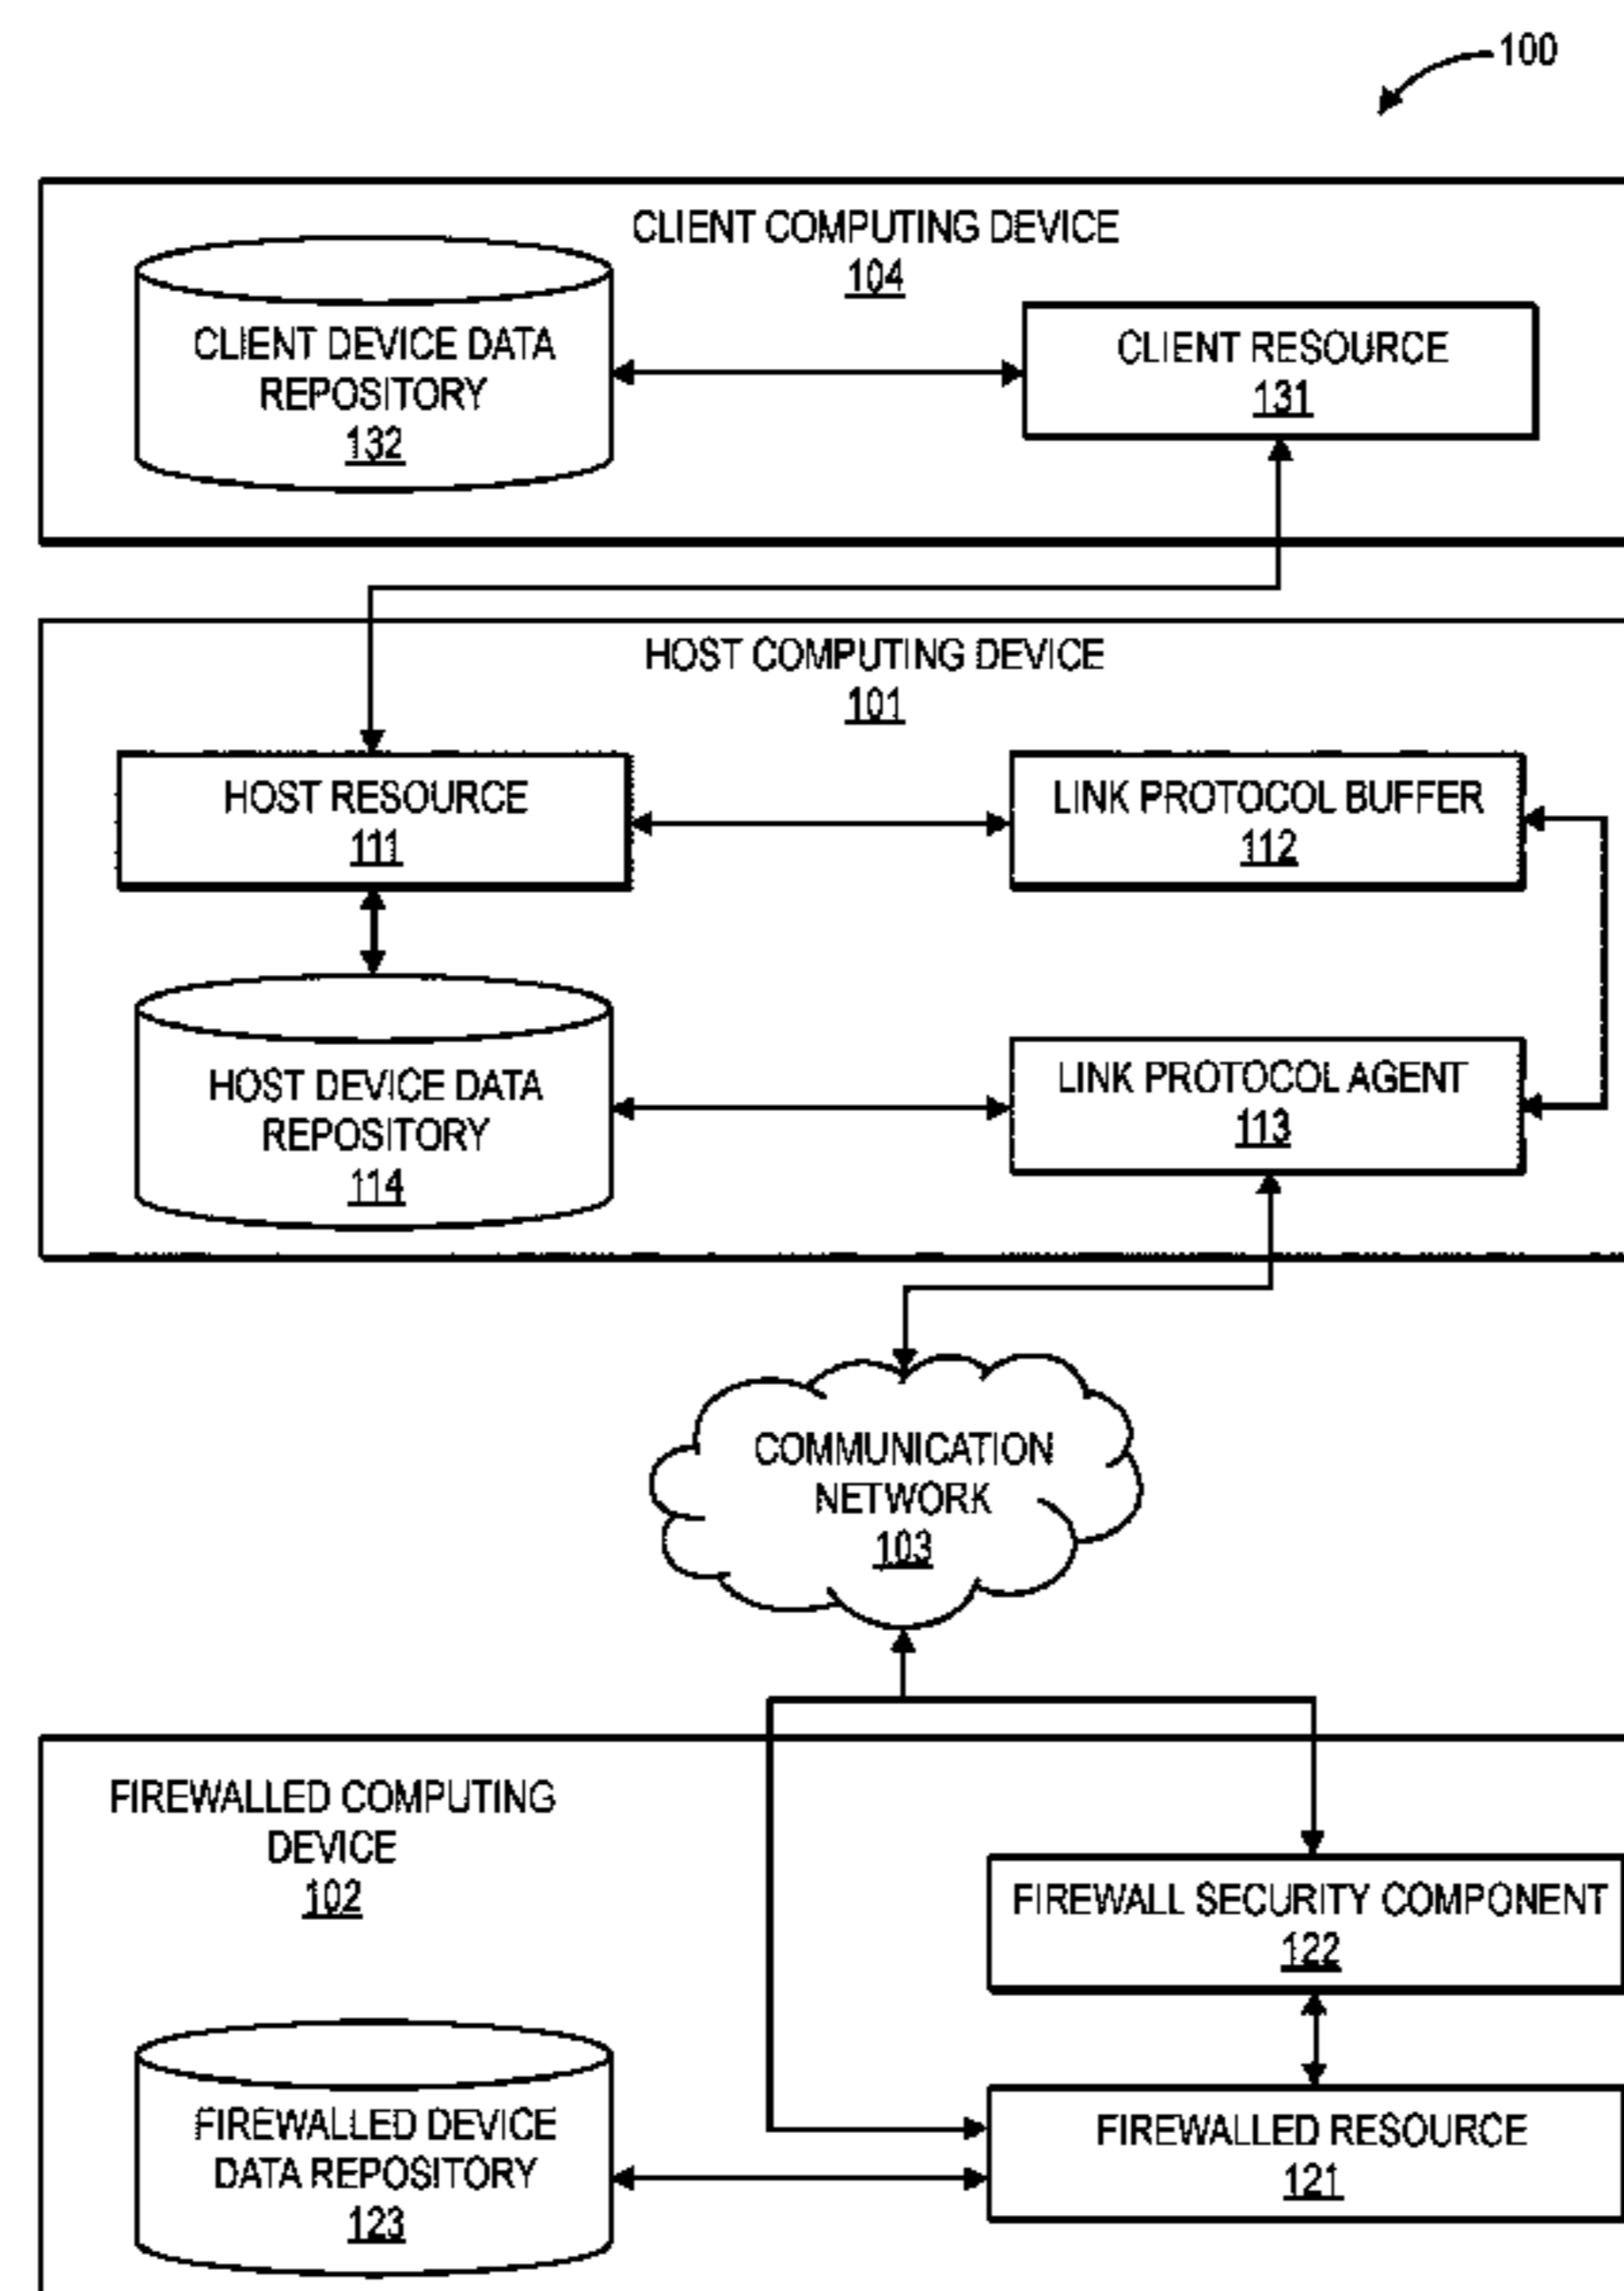 100
CLIENT COMPUTING DEVICE
104
CLIENT DEVICE DATA
REPOSITORY
132
CLIENT RESOURCE
131
HOST COMPUTING DEVICE
101
HOST RESOURCE
111
LINK PROTOCOL BUFFER
112
HOST DEVICE DATA
REPOSITORY
114
LINK PROTOCOL AGENT
113
COMMUNICATION
NETWORK
103
FIREWALLED COMPUTING
DEVICE
102
FIREWALL SECURITY COMPONENT
122
FIREWALLED DEVICE
DATA REPOSITORY
123
FIREWALLED RESOURCE
121